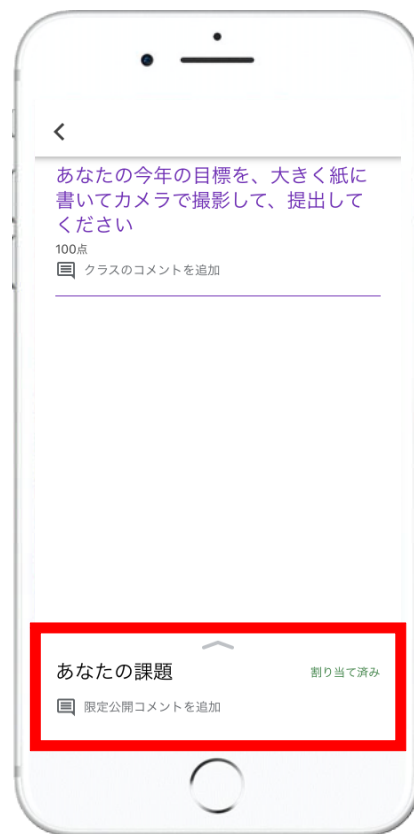 あなたの今年の目標を、大きく紙に
書いてカメラで撮影して、提出して
ください
100点
クラスのコメントを追加
あなたの課題
割り当て済み
限定公開コメントを追加